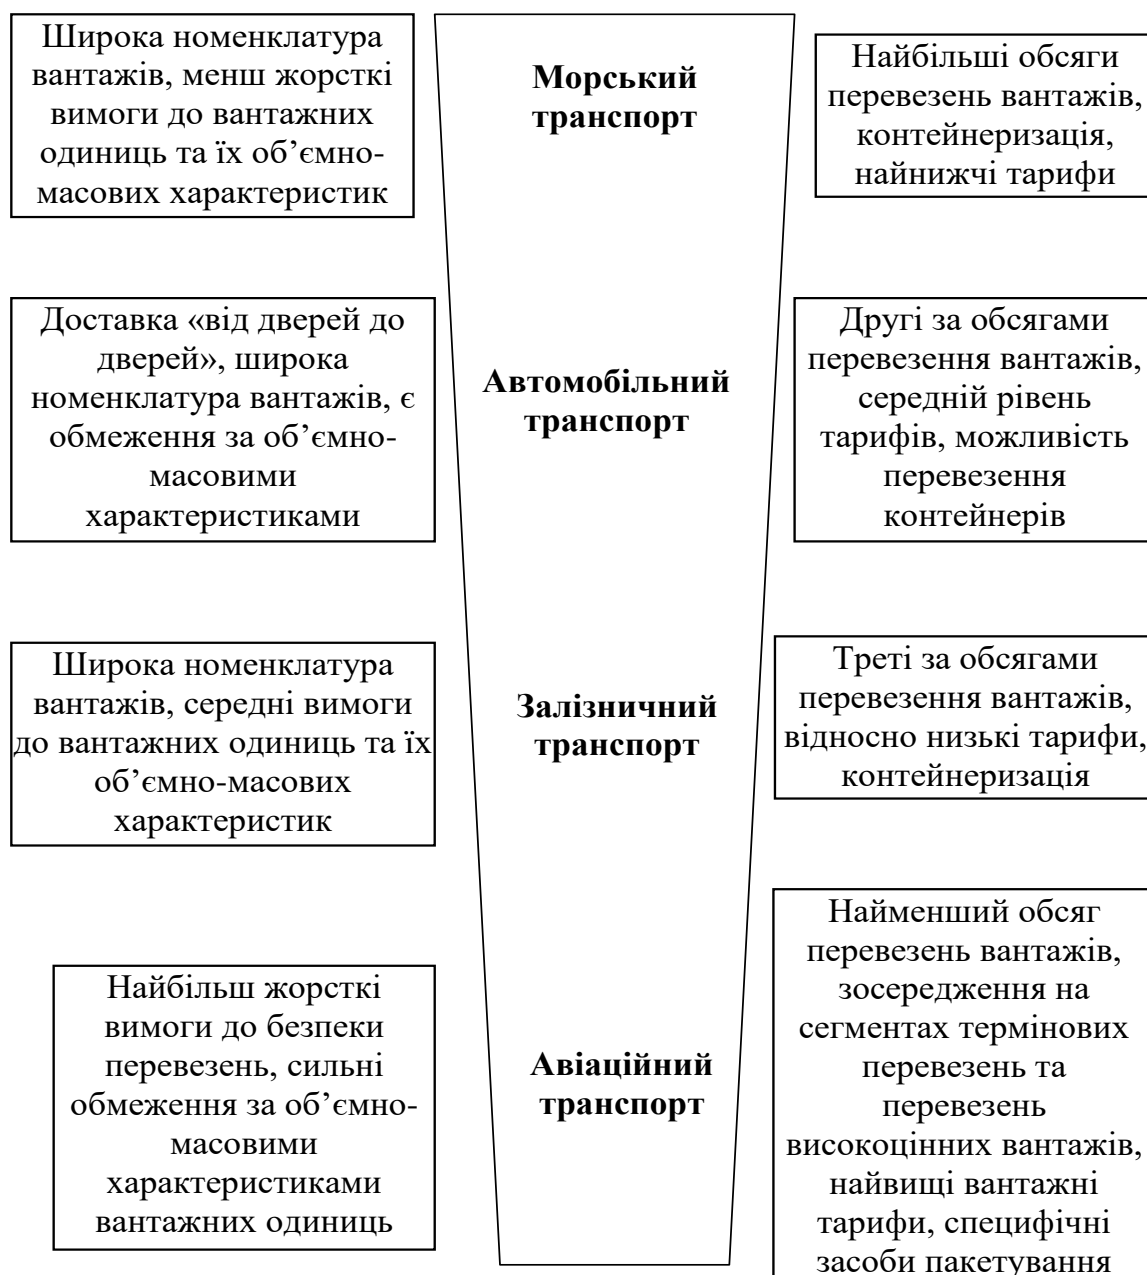 Широка номенклатура
вантажів, менш жорсткі
вимоги до вантажних
одиниць та їх об’ємно-
масових характеристик
Морський
транспорт
Найбільші обсяги
перевезень вантажів,
контейнеризація,
найнижчі тарифи
Доставка «від дверей до
дверей», широка
номенклатура вантажів, є
обмеження за об’ємно-
масовими
характеристиками
Автомобільний
транспорт
Другі за обсягами
перевезення вантажів,
середній рівень
тарифів, можливість
перевезення
контейнерів
Широка номенклатура
вантажів, середні вимоги
до вантажних одиниць та їх
об’ємно-масових
характеристик
Залізничний
транспорт
Треті за обсягами
перевезення вантажів,
відносно низькі тарифи,
контейнеризація
Найбільш жорсткі
вимоги до безпеки
перевезень, сильні
обмеження за об’ємно-
масовими
характеристиками
вантажних одиниць
Авіаційний
транспорт
Найменший обсяг
перевезень вантажів,
зосередження на
сегментах термінових
перевезень та
перевезень
високоцінних вантажів,
найвищі вантажні
тарифи, специфічні
засоби пакетування